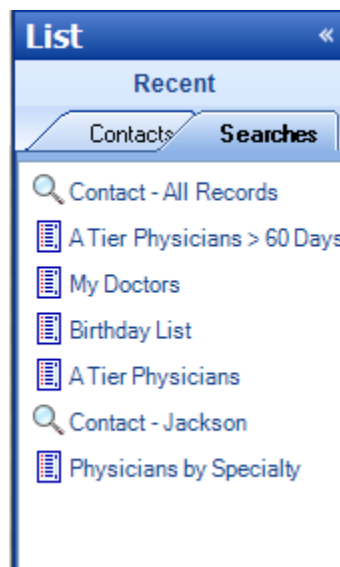 List «
Recent
Contacts Searches
Contact - All Records
A Tier Physicians > 60 Days
My Doctors
Birthday List
A Tier Physicians
Contact - Jackson
Physicians by Specialty